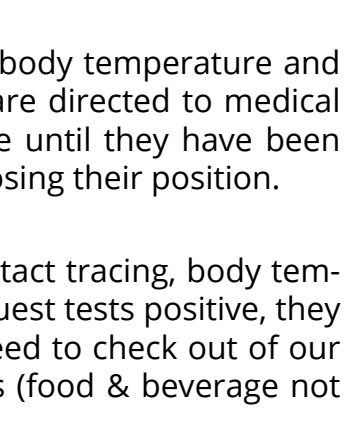 body temperature and
are directed to medical
e until they have been
osing their position.
tact tracing, body tem-
uest tests positive, they
eed to check out of our
s (food & beverage not